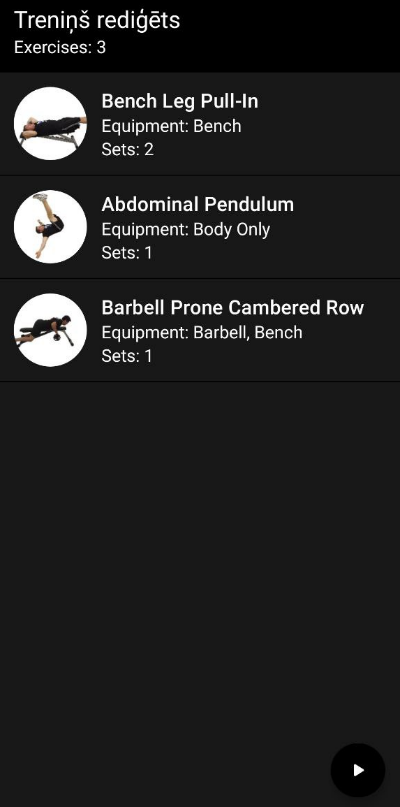 Treniņš rediģēts
Exercises: 3
Bench Leg Pull-In
Equipment: Bench
Sets: 2
Abdominal Pendulum
Equipment: Body Only
Sets: 1
Barbell Prone Cambered Row
Equipment: Barbell, Bench
Sets: 1